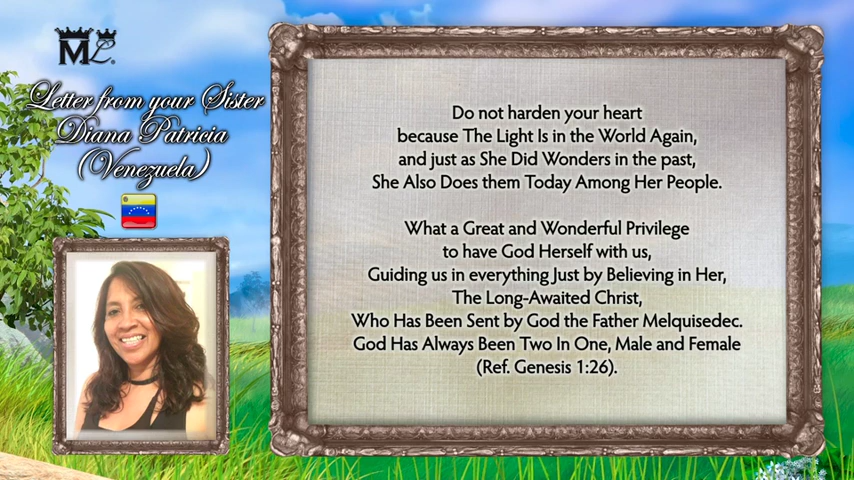 ML®
Letter from your Sister
Diana Patricia
(Venezuela)
Do not harden your heart
because The Light Is in the World Again,
and just as She Did Wonders in the past,
She Also Does them Today Among Her People.
What a Great and Wonderful Privilege
to have God Herself with us,
Guiding us in everything Just by Believing in Her,
The Long-Awaited Christ,
Who Has Been Sent by God the Father Melquisedec.
God Has Always Been Two In One, Male and Female
(Ref. Genesis 1:26).